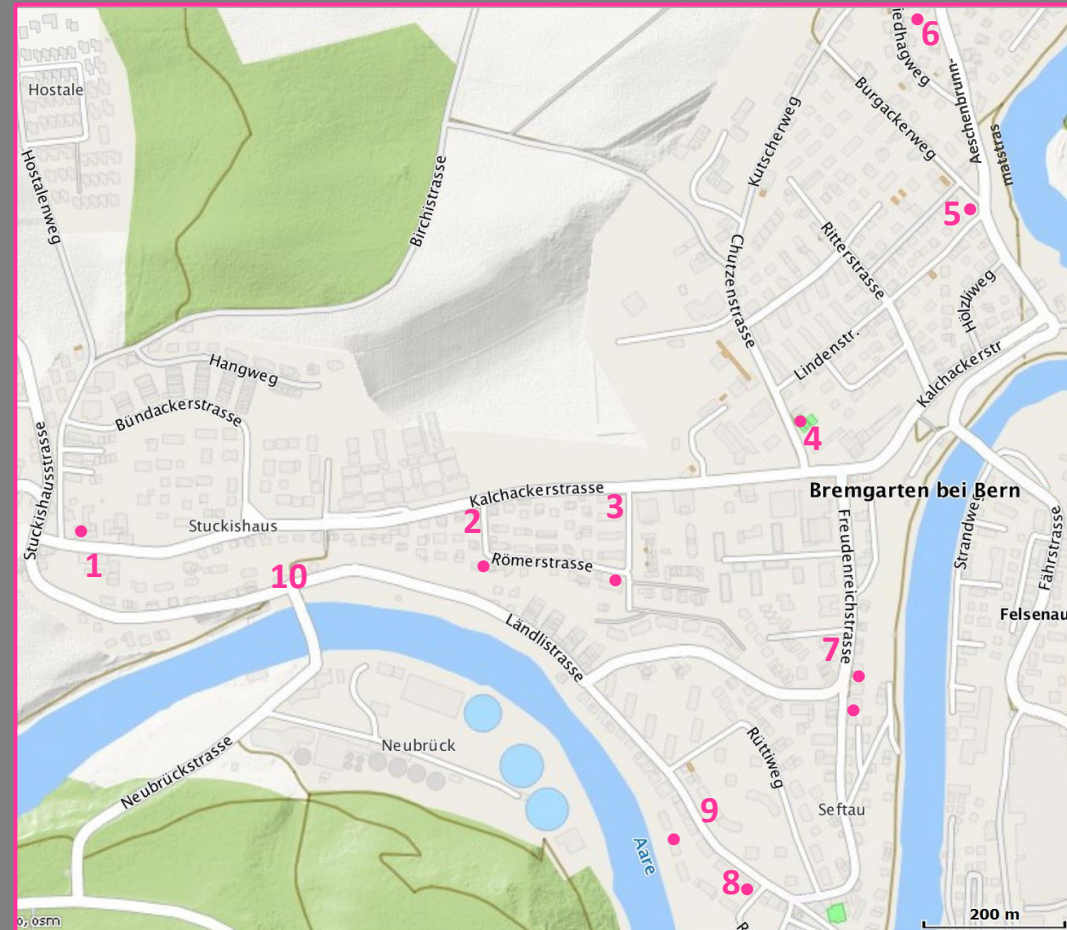 iedhagweg
6
Aeschenbrunn-
matstras
Burgackerweg
Hostale
Kutscherweg
Hostalenweg
Birchistrasse
5
Ritterstrasse
Chutzenstrasse
Hölzliweg
Lindenstr.
Kalchackerstr
Hangweg
Bündackerstrasse
4
Stuckishausstrasse
Kalchackerstrasse
Bremgarten bei Bern
3
2
Stuckishaus
Freudenreichstrasse
Strandweg
Fährstrasse
Römerstrasse
1
10
Felsenau
Ländlistrasse
7
Neubrück
Neubrückstrasse
Rüttiweg
9
Seftau
Aare
8
R
200 m
o, osm